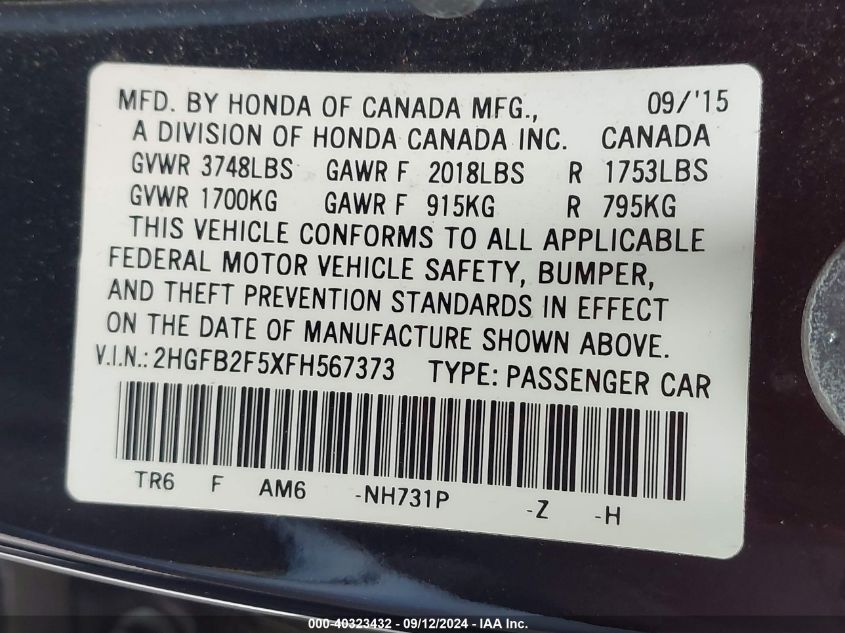 MFD. BY HONDA OF CANADA MFG., 09/'15
A DIVISION OF HONDA CANADA INC. CANADA
GVWR 3748LBS GAWR F 2018LBS R 1753LBS
GVWR 1700KG GAWR F 915KG R 795KG
THIS VEHICLE CONFORMS TO ALL APPLICABLE
FEDERAL MOTOR VEHICLE SAFETY, BUMPER,
AND THEFT PREVENTION STANDARDS IN EFFECT
ON THE DATE OF MANUFACTURE SHOWN ABOVE.
V.I.N.: 2HGFB2F5XFH567373 TYPE: PASSENGER CAR
TR6 F AM6 -NH731P -Z -H
000-40323432 - 09/12/2024 - IAA Inc.